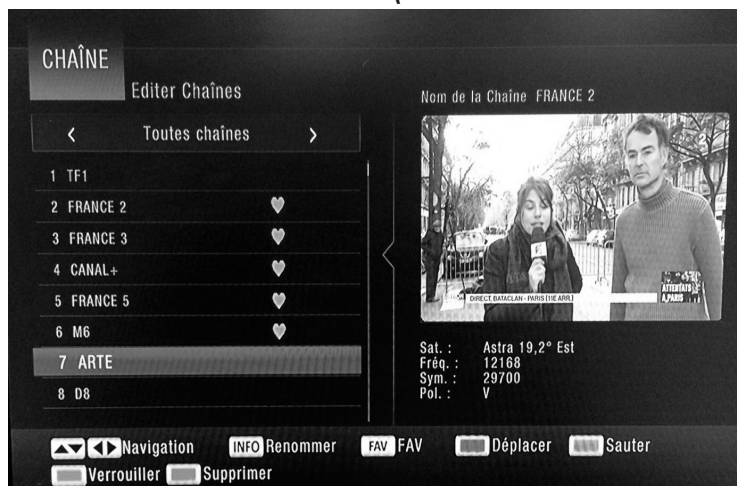 CHAÎNE
Editer Chaînes
Toutes chaînes
1 TF1
2 FRANCE 2
3 FRANCE 3
4 CANAL+
5 FRANCE 5
6 M6
7 ARTE
8 D8
Nom de la Chaîne FRANCE 2
DIRECT, BATACLAN - PARIS (11E ARR.)
ATTENTATS
A PARIS
Sat. : Astra 19,2° Est
Fréq. : 12168
Sym. : 29700
Pol. : V
Navigation INFO Renommer FAV FAV Déplacer Sauter
Verrouiller Supprimer